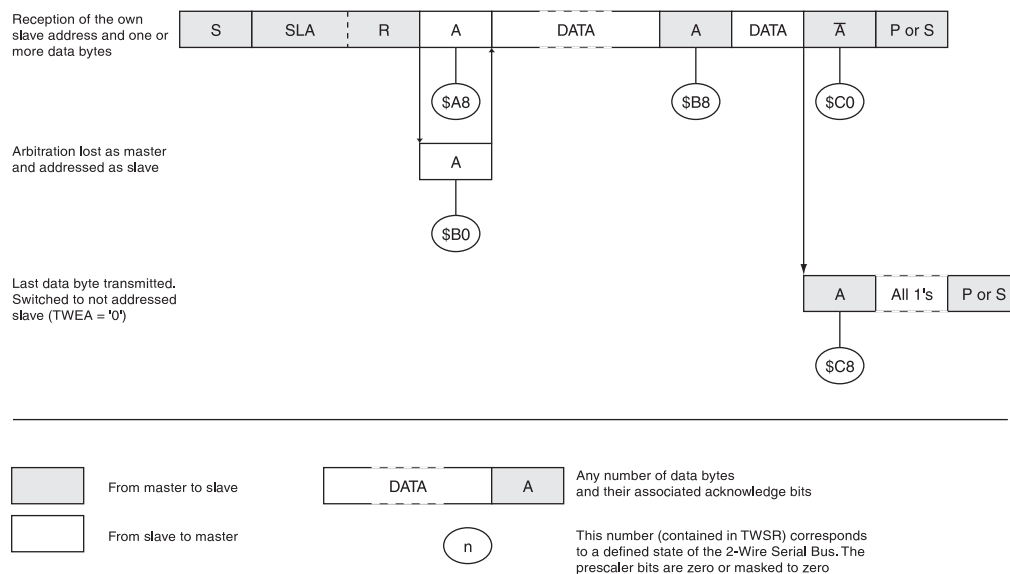 Reception of the own
slave address and one or
more data bytes
S SLA R A DATA A DATA A̅ P or S
$A8 $B8 $C0
Arbitration lost as master
and addressed as slave
A
$B0
Last data byte transmitted.
Switched to not addressed
slave (TWEA = '0')
A All 1's P or S
$C8
From master to slave
DATA A
Any number of data bytes
and their associated acknowledge bits
From slave to master
n
This number (contained in TWSR) corresponds
to a defined state of the 2-Wire Serial Bus. The
prescaler bits are zero or masked to zero